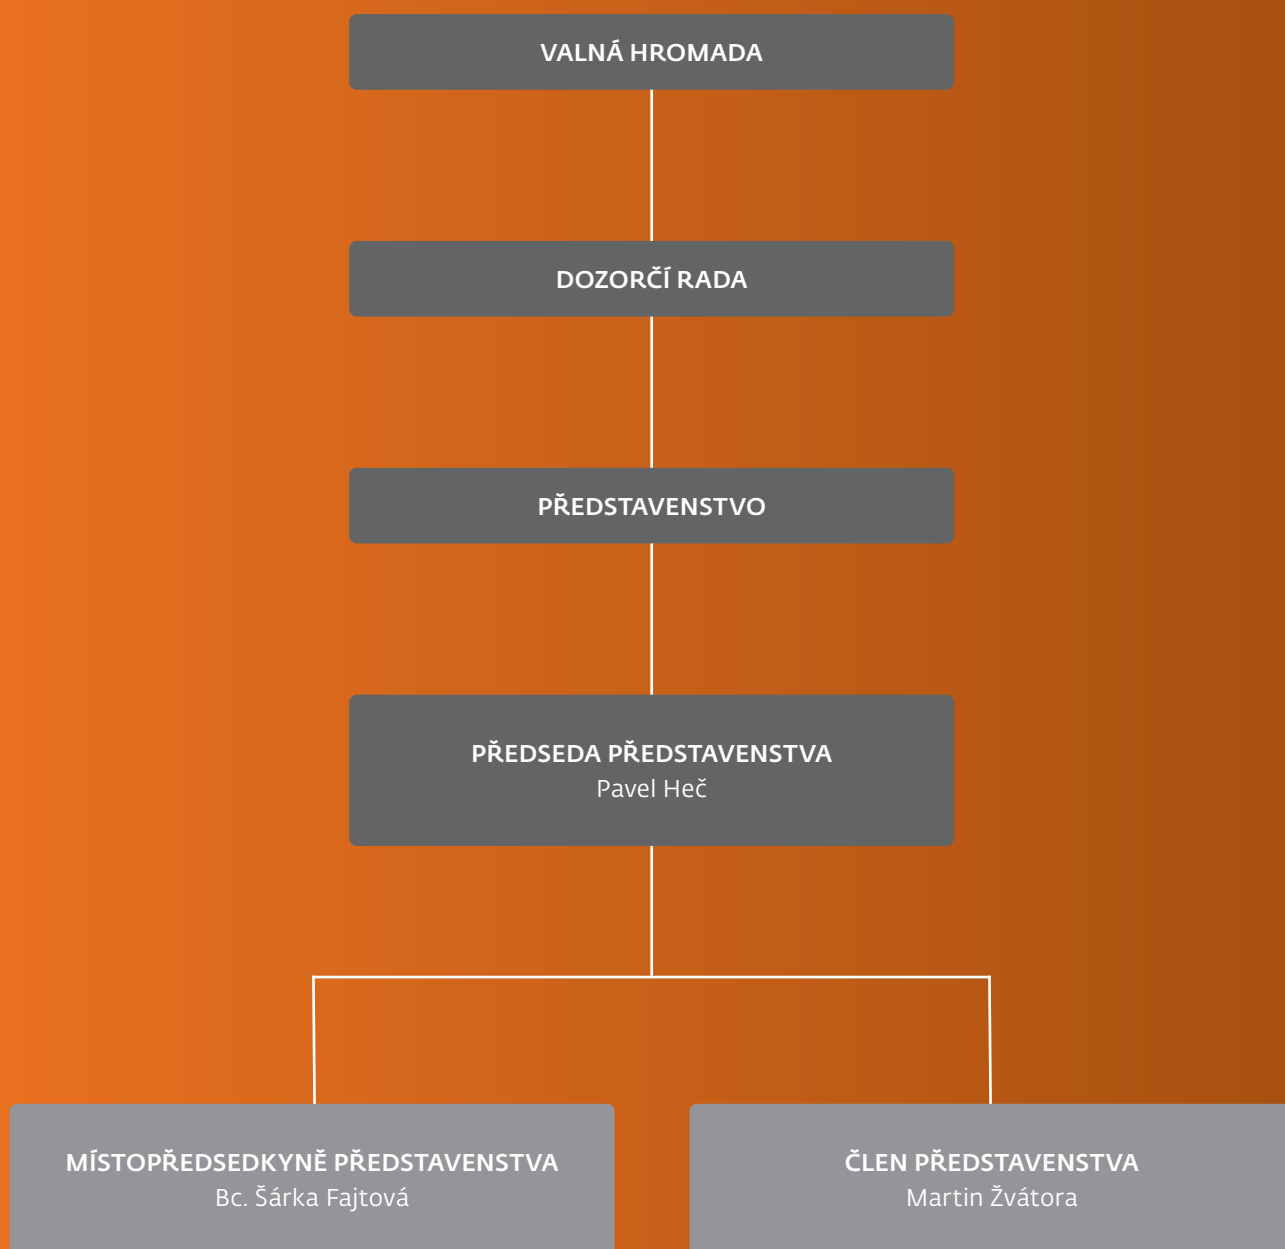 VALNÁ HROMADA
DOZORČÍ RADA
PŘEDSTAVENSTVO
PŘEDSEDA PŘEDSTAVENSTVA
Pavel Heč
MÍSTOPŘEDSEDKYNĚ PŘEDSTAVENSTVA
Bc. Šárka Fajtová
ČLEN PŘEDSTAVENSTVA
Martin Žvátora